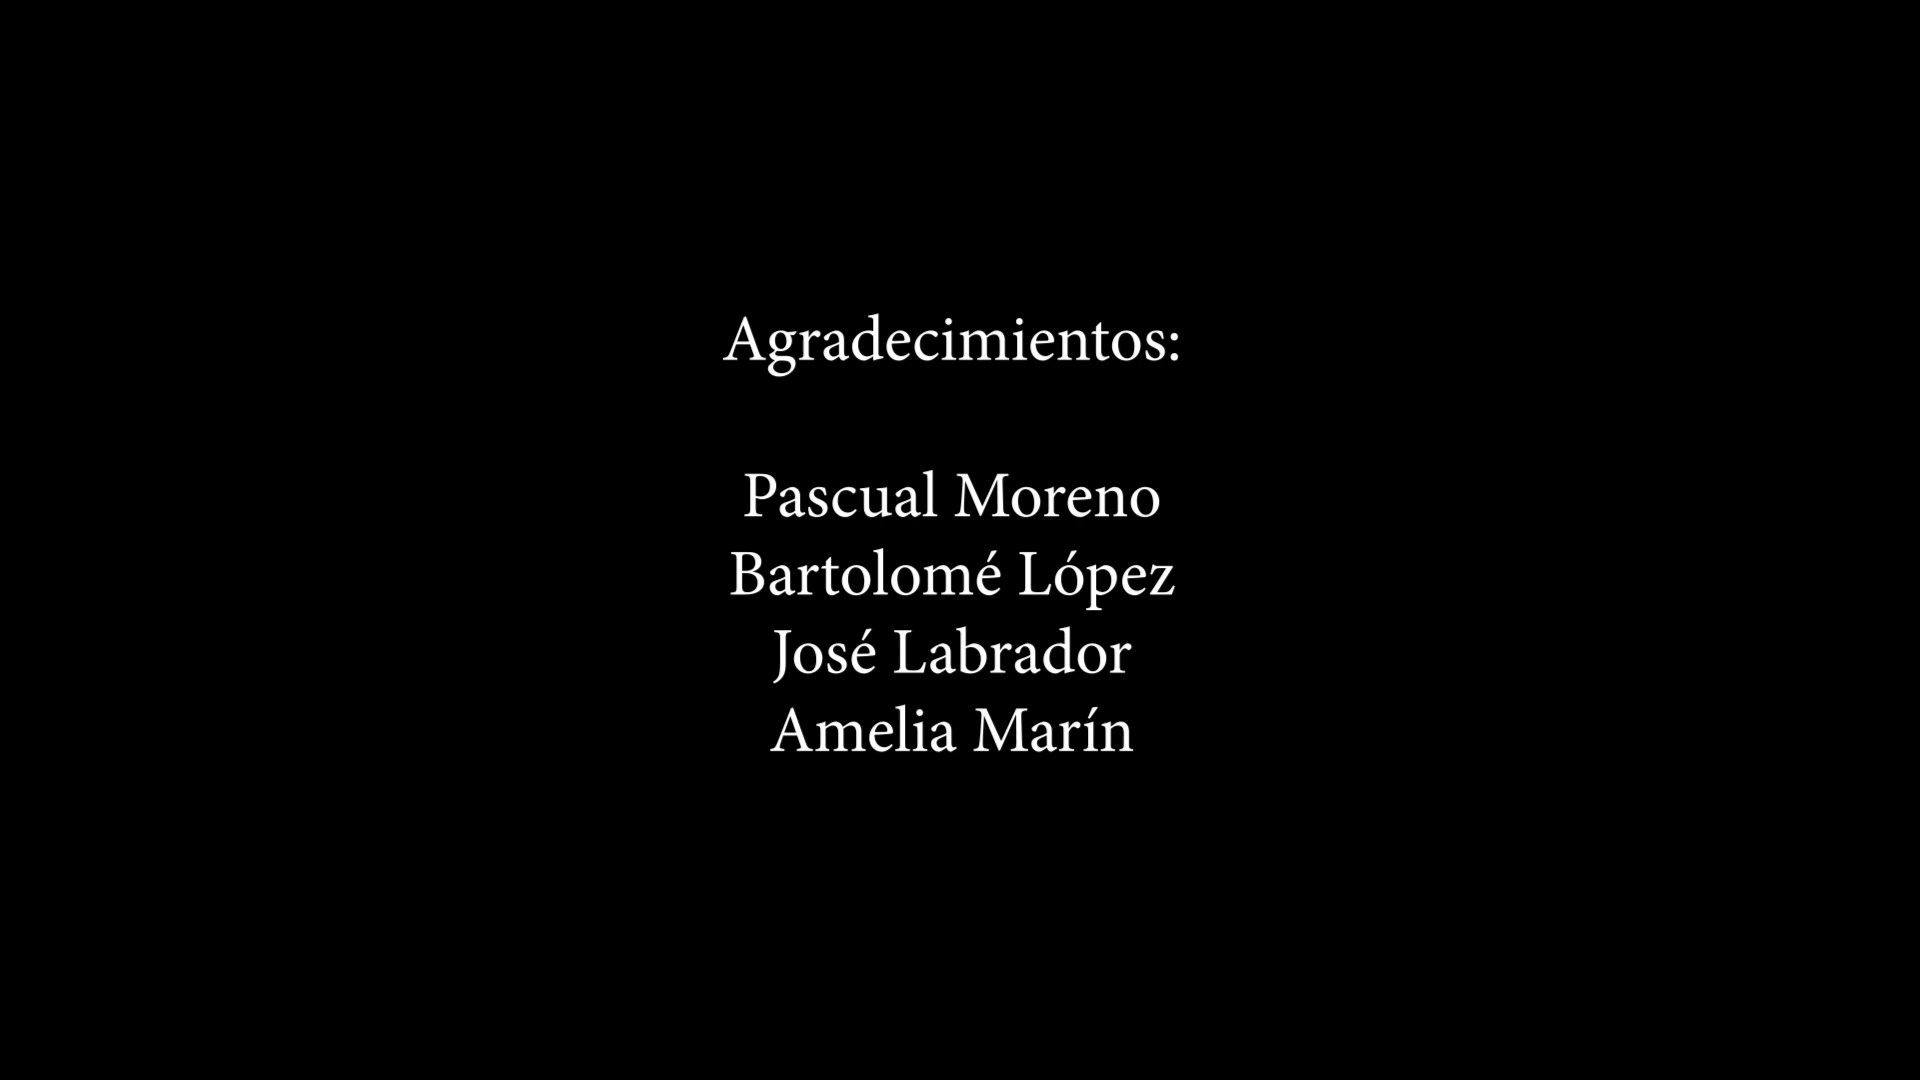 Agradecimientos:
Pascual Moreno
Bartolomé López
José Labrador
Amelia Marín